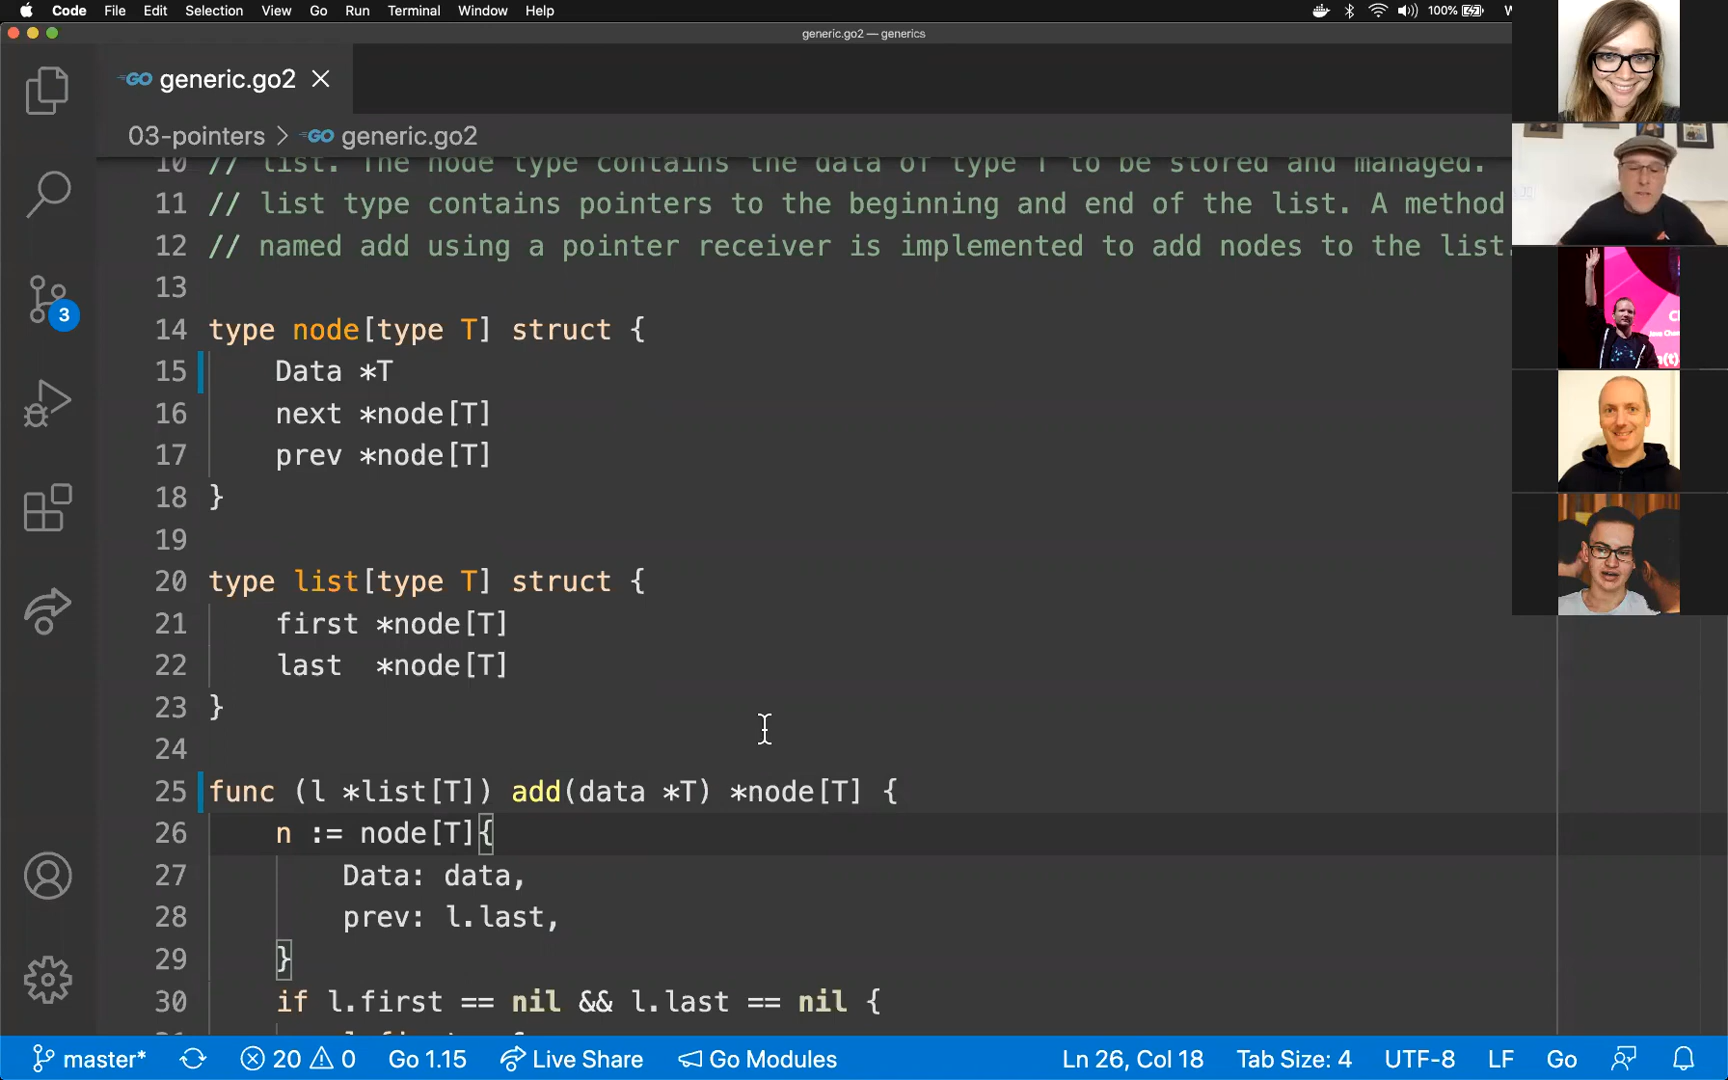 Code File Edit Selection View Go Run Terminal Window Help 100%
generic.go2 — generics
GO generic.go2
03-pointers > GO generic.go2
10 // list. The node type contains the data of type T to be stored and managed.
11 // list type contains pointers to the beginning and end of the list. A method
12 // named add using a pointer receiver is implemented to add nodes to the list.
13
14 type node[type T] struct {
15 Data *T
16 next *node[T]
17 prev *node[T]
18 }
19
20 type list[type T] struct {
21 first *node[T]
22 last *node[T]
23 }
24
25 func (l *list[T]) add(data *T) *node[T] {
26 n := node[T]{
27 Data: data,
28 prev: l.last,
29 }
30 if l.first == nil && l.last == nil {
3
master* 20 0 Go 1.15 Live Share Go Modules Ln 26, Col 18 Tab Size: 4 UTF-8 LF Go